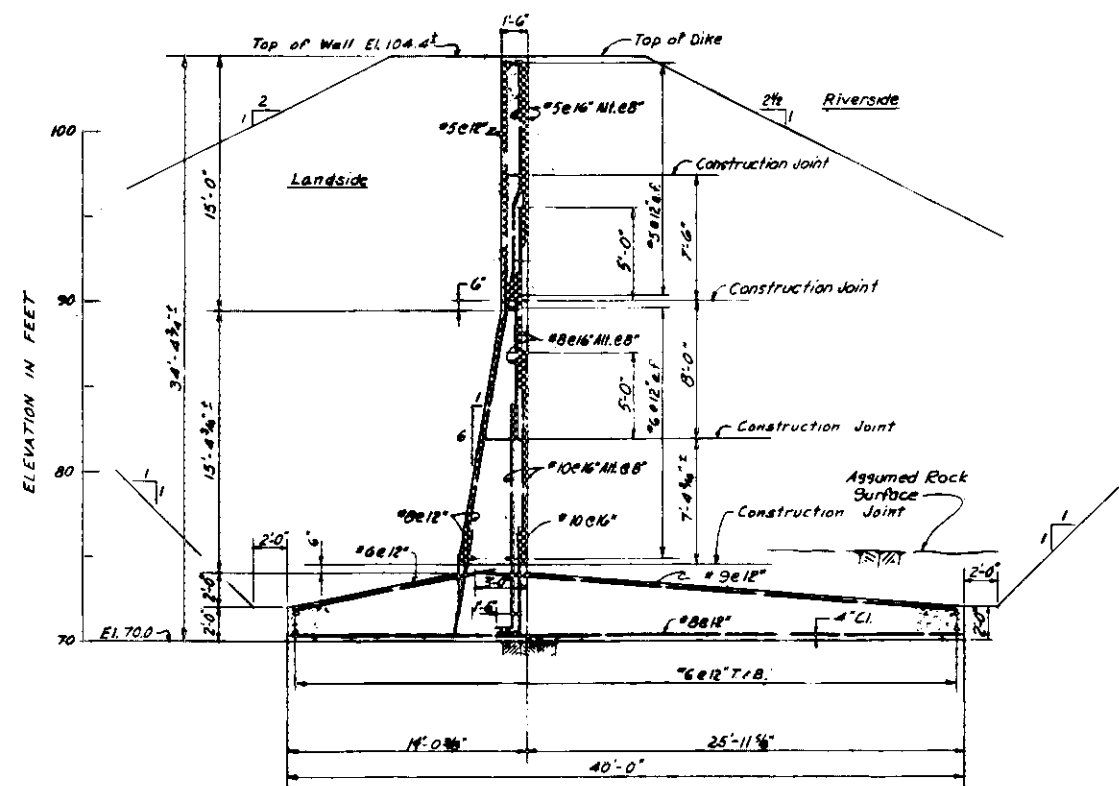 1'-6"
Top of Wall El. 104.4±
Top of Dike
2
1
#5@12"
#5@16" Alt.@8"
2½
1
Riverside
100
Construction Joint
Landside
15'-0"
#5@12" e.f.
7'-6"
5'-0"
6"
Construction Joint
90
ELEVATION IN FEET
34'-4¾"±
#8@16" Alt.@8"
8'-0"
5'-0"
#6@12" e.f.
1
6
Construction Joint
80
15'-4¾"±
#10@16" Alt.@8"
7'-4¾"±
Assumed Rock
Surface
1
1
#8@12"
#10@16"
Construction Joint
1
1
2'-0"
6"
#6@12"
#9@12"
2'-0"
2'-0"
1'-6"
2'-0"
El. 70.0
70
#8@12"
4" Cl.
2'-0"
#6@12" T.&B.
25'-11⅝"
40'-0"